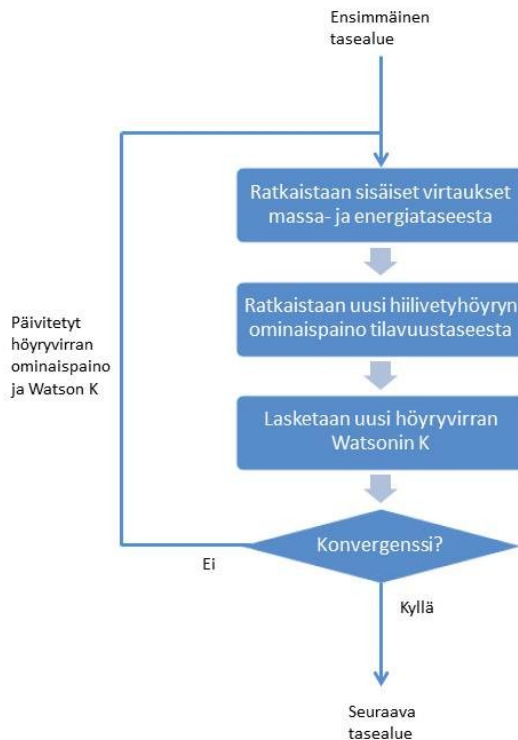 Ensimmäinen
tasealue
Ratkaistaan sisäiset virtaukset
massa- ja energiataseesta
Ratkaistaan uusi hiilivetyhöyryn
ominaispaino tilavuustaseesta
Päivitetyt
höyryvirran
ominaispaino
ja Watson K
Lasketaan uusi höyryvirran
Watsonin K
Konvergenssi?
Ei
Kyllä
Seuraava
tasealue